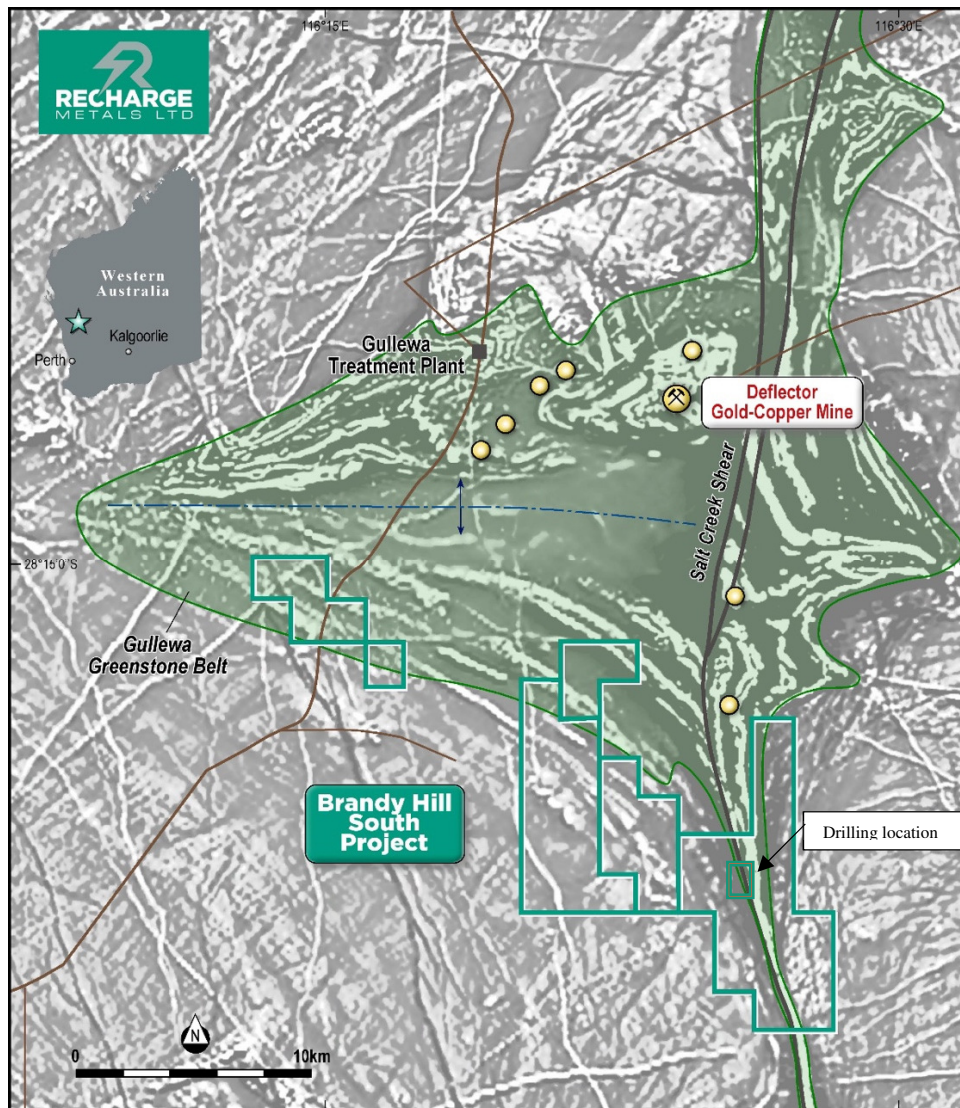 116°15'E
116°30'E
RECHARGE
METALS LTD
Western
Australia
Kalgoorlie
Perth
Gullewa
Treatment Plant
Deflector
Gold-Copper Mine
Salt Creek Shear
28°15'0"S
Gullewa
Greenstone Belt
Brandy Hill
South
Project
Drilling location
N
0
10km